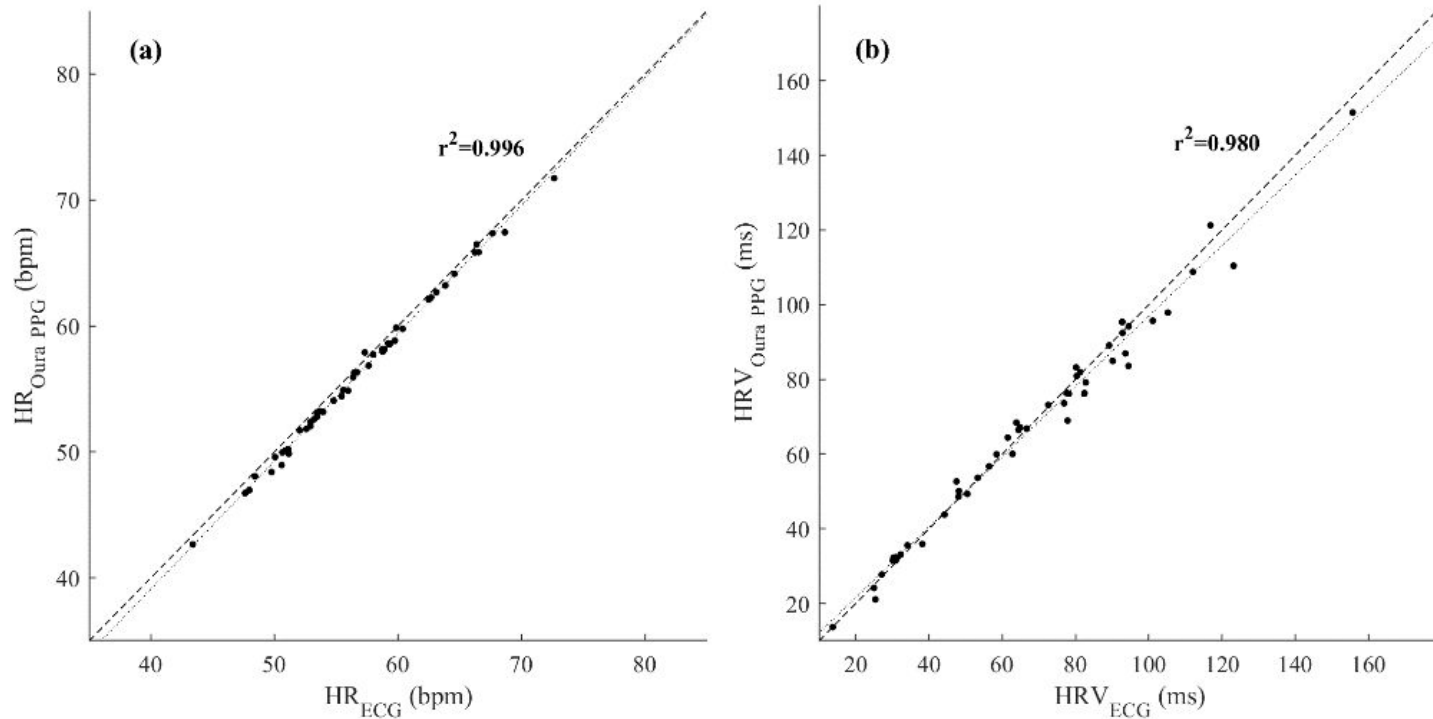 (a)
r²=0.996
80
70
60
50
40
HR_Oura PPG (bpm)
40 50 60 70 80
HR_ECG (bpm)
(b)
r²=0.980
160
140
120
100
80
60
40
20
HRV_Oura PPG (ms)
20 40 60 80 100 120 140 160
HRV_ECG (ms)